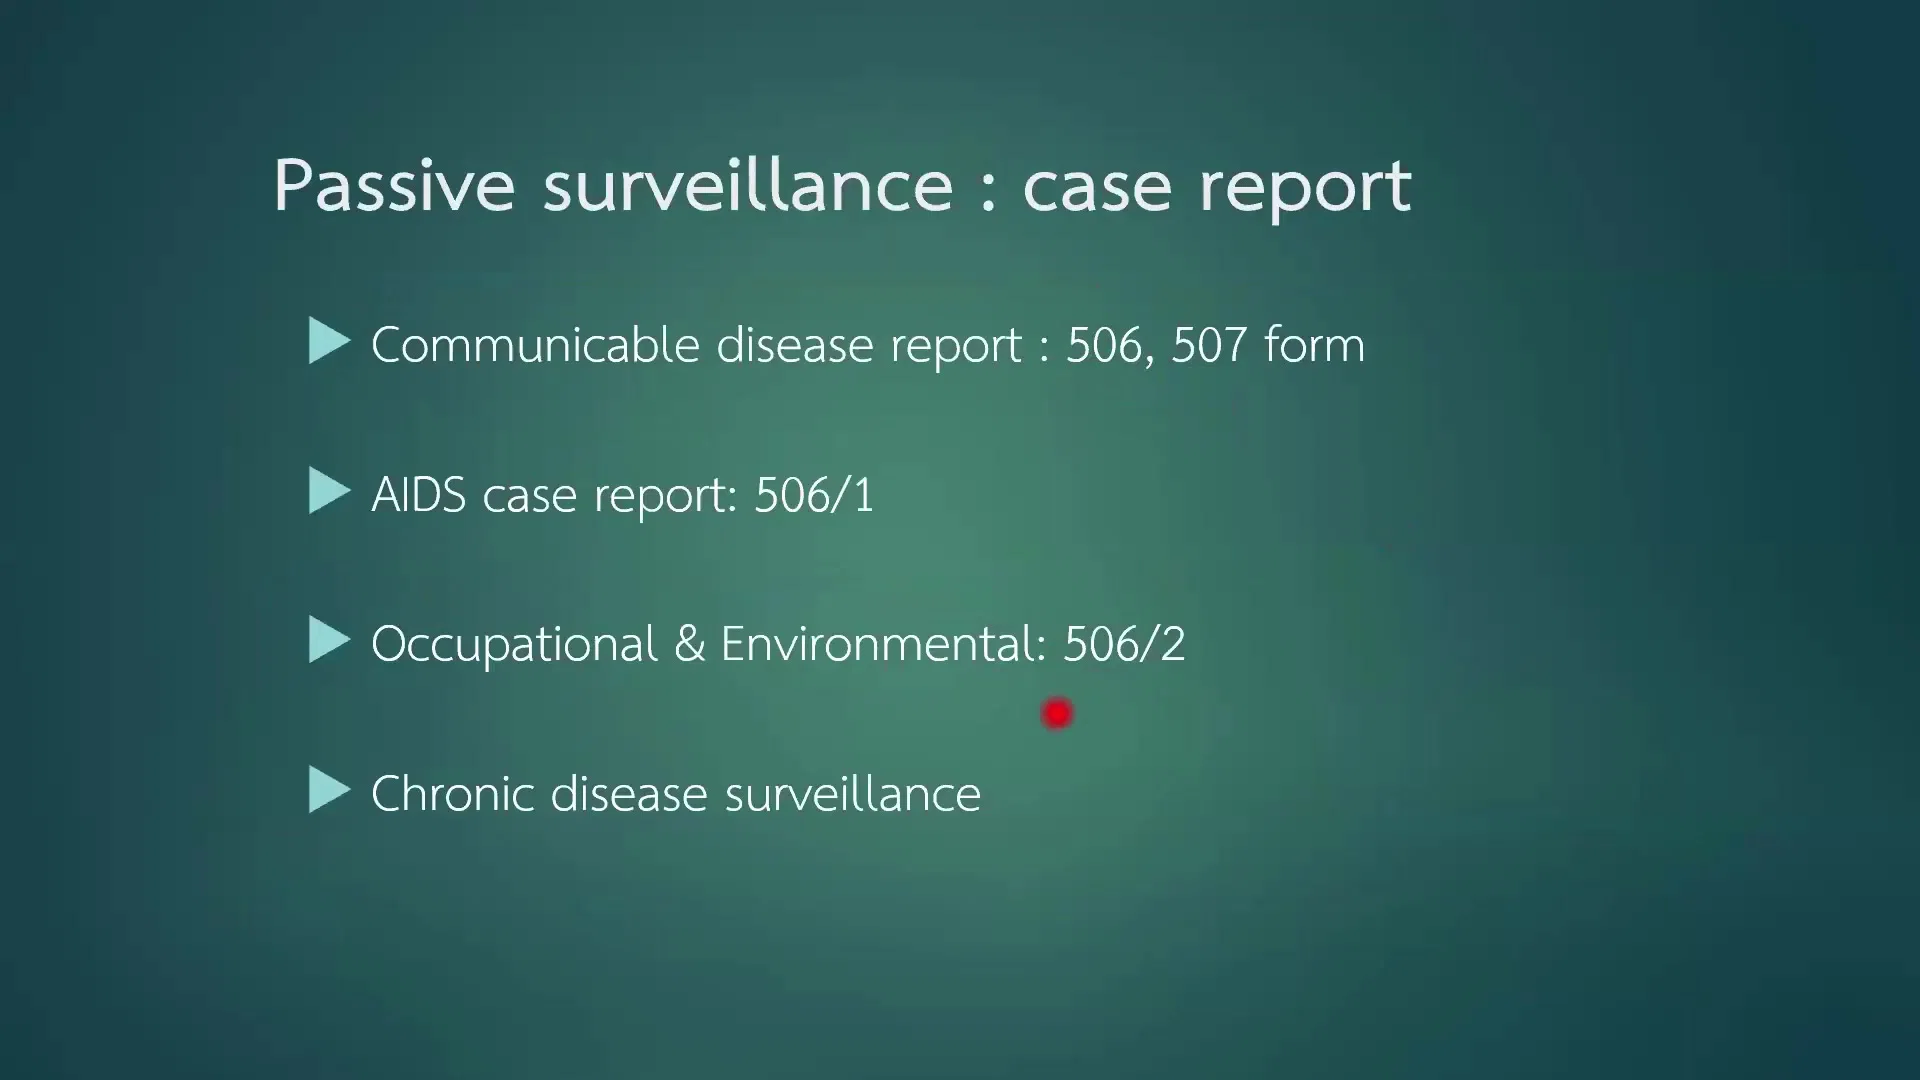 Passive surveillance : case report
Communicable disease report : 506, 507 form
AIDS case report: 506/1
Occupational & Environmental: 506/2
Chronic disease surveillance